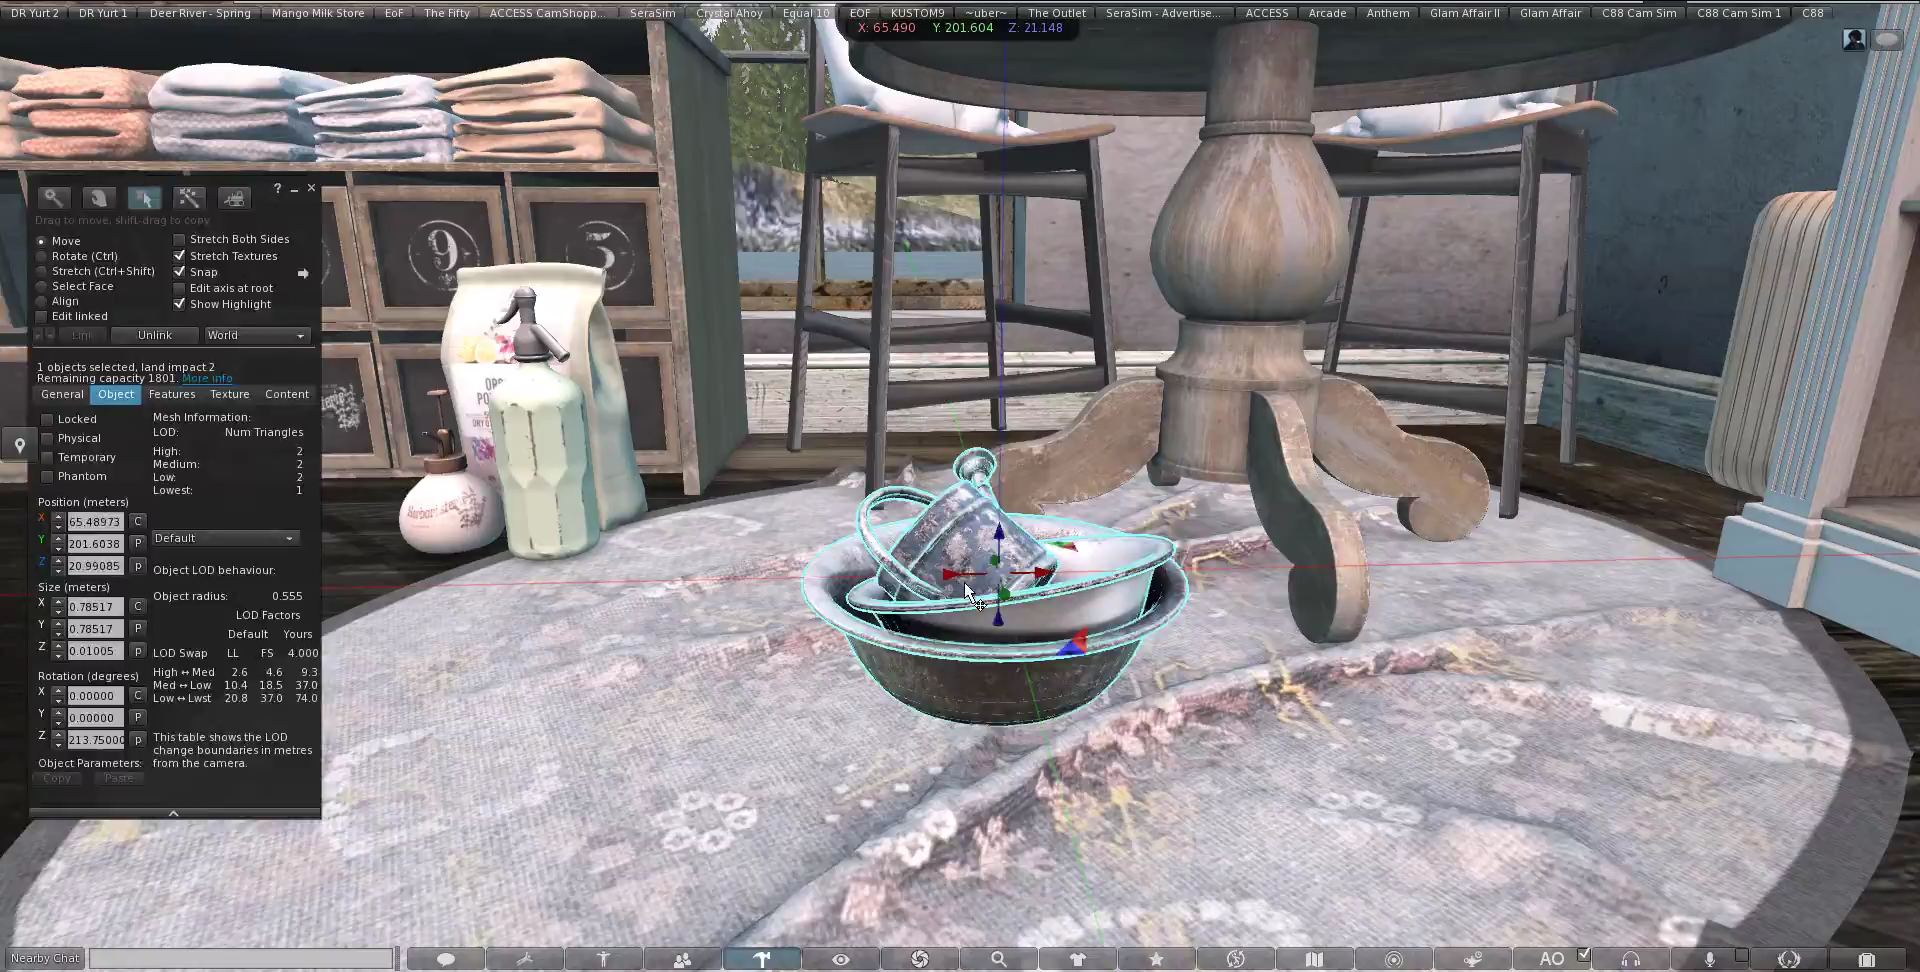 DR Yurt 2 DR Yurt 1 Deer River - Spring Mango Milk Store EoF The Fifty ACCESS CamShopp... SeraSim Crystal Ahoy Equal 10 EOF KUSTOM9 ~uber~ The Outlet SeraSim - Advertise... ACCESS Arcade Anthem Glam Affair II Glam Affair C88 Cam Sim C88 Cam Sim 1 C88
X: 65.490 Y: 201.604 Z: 21.148
? _ ×
Drag to move, shift-drag to copy
Move Stretch Both Sides
Rotate (Ctrl) Stretch Textures
Stretch (Ctrl+Shift) Snap
Select Face Edit axis at root
Align Show Highlight
Edit linked
Link Unlink World
1 objects selected, land impact 2
Remaining capacity 1801. More info
General Object Features Texture Content
Locked Mesh Information:
LOD: Num Triangles
Physical High: 2
Temporary Medium: 2
Phantom Low: 2
Lowest: 1
Position (meters)
X 65.48973 C
Y 201.6038 P Default
Z 20.99085 p Object LOD behaviour:
Size (meters) Object radius: 0.555
X 0.78517 C LOD Factors
Y 0.78517 P Default Yours
Z 0.01005 p LOD Swap LL FS 4.000
Rotation (degrees) High ↔ Med 2.6 4.6 9.3
X 0.00000 C Med ↔ Low 10.4 18.5 37.0
Low ↔ Lwst 20.8 37.0 74.0
Y 0.00000 P
Z 213.75000 p This table shows the LOD
change boundaries in metres
Object Parameters: from the camera.
Copy Paste
9
5
Nearby Chat AO